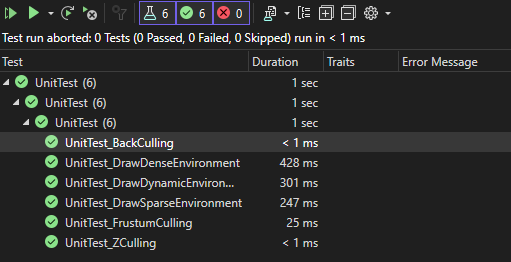 6 6 0
Test run aborted: 0 Tests (0 Passed, 0 Failed, 0 Skipped) run in < 1 ms
Test Duration Traits Error Message
UnitTest (6) 1 sec
UnitTest (6) 1 sec
UnitTest (6) 1 sec
UnitTest_BackCulling < 1 ms
UnitTest_DrawDenseEnvironment 428 ms
UnitTest_DrawDynamicEnviron... 301 ms
UnitTest_DrawSparseEnvironment 247 ms
UnitTest_FrustumCulling 25 ms
UnitTest_ZCulling < 1 ms